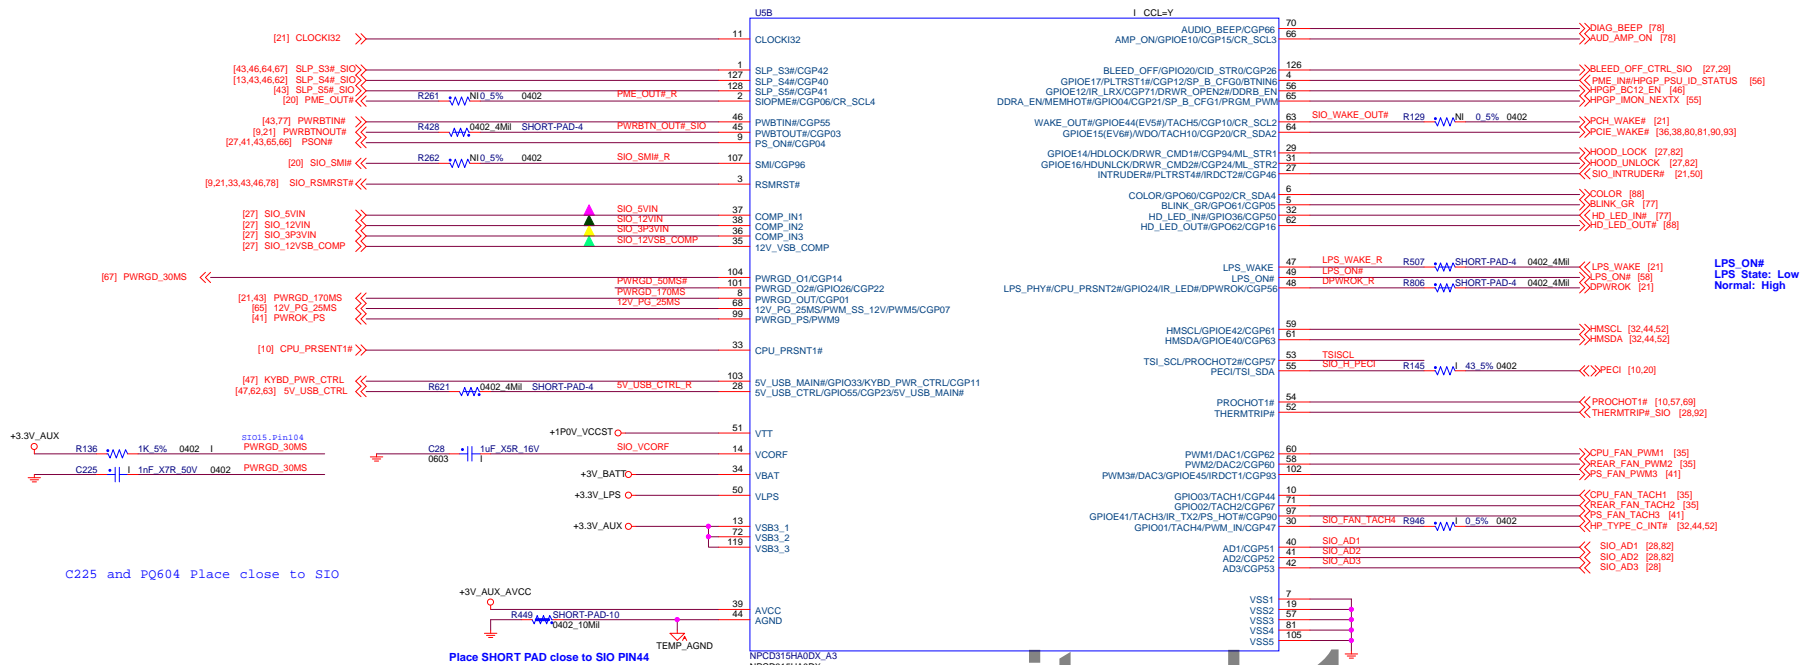 U5B
I CCL=Y
[21] CLOCKI32 11 CLOCKI32
[43,46,64,67] SLP_S3#_SIO 1 SLP_S3#/CGP42
[13,43,46,62] SLP_S4#_SIO 127 SLP_S4#/CGP40
[43] SLP_S5#_SIO 128 SLP_S5#/CGP41
[20] PME_OUT# R261 NI 0_5% 0402 PME_OUT#_R 2 SIOPME#/CGP06/CR_SCL4
[43,77] PWRBTIN# 46 PWBTIN#/CGP55
[9,21] PWRBTNOUT# R428 0402_4Mil SHORT-PAD-4 PWRBTN_OUT#_SIO 45 PWBTOUT#/CGP03
[27,41,43,65,66] PSON# 9 PS_ON#/CGP04
[20] SIO_SMI# R262 NI 0_5% 0402 SIO_SMI#_R 107 SMI/CGP96
[9,21,33,43,46,78] SIO_RSMRST# 3 RSMRST#
[27] SIO_5VIN SIO_5VIN 37 COMP_IN1
[27] SIO_12VIN SIO_12VIN 38 COMP_IN2
[27] SIO_3P3VIN SIO_3P3VIN 36 COMP_IN3
[27] SIO_12VSB_COMP SIO_12VSB_COMP 35 12V_VSB_COMP
[67] PWRGD_30MS 104 PWRGD_O1/CGP14
PWRGD_50MS# 101 PWRGD_O2#/GPIO26/CGP22
[21,43] PWRGD_170MS PWRGD_170MS 8 PWRGD_OUT/CGP01
[65] 12V_PG_25MS 12V_PG_25MS 68 12V_PG_25MS/PWM_SS_12V/PWM5/CGP07
[41] PWROK_PS 99 PWRGD_PS/PWM9
[10] CPU_PRSENT1# 33 CPU_PRSNT1#
[47] KYBD_PWR_CTRL 103 5V_USB_MAIN#/GPIO33/KYBD_PWR_CTRL/CGP11
[47,62,63] 5V_USB_CTRL R621 0402_4Mil SHORT-PAD-4 5V_USB_CTRL_R 28 5V_USB_CTRL/GPIO55/CGP23/5V_USB_MAIN#
+1P0V_VCCST 51 VTT
C28 1uF_X5R_16V SIO_VCORF 14 VCORF
0603 I
+3V_BATT 34 VBAT
+3.3V_LPS 50 VLPS
+3.3V_AUX 13 VSB3_1
72 VSB3_2
119 VSB3_3
+3V_AUX_AVCC 39 AVCC
R449 SHORT-PAD-10 44 AGND
0402_10Mil
TEMP_AGND
Place SHORT PAD close to SIO PIN44
+3.3V_AUX
SIO15.Pin104
R136 1K_5% 0402 I PWRGD_30MS
C225 I 1nF_X7R_50V 0402 PWRGD_30MS
C225 and PQ604 Place close to SIO
AUDIO_BEEP/CGP66 70 DIAG_BEEP [78]
AMP_ON/GPIOE10/CGP15/CR_SCL3 66 AUD_AMP_ON [78]
BLEED_OFF/GPIO20/CID_STR0/CGP26 126 BLEED_OFF_CTRL_SIO [27,29]
GPIOE17/PLTRST1#/CGP12/SP_B_CFG0/BTNIN6 4 PME_IN#/HPGP_PSU_ID_STATUS [56]
GPIOE12/IR_LRX/CGP71/DRWR_OPEN2#/DDRB_EN 56 HPGP_BC12_EN [46]
DDRA_EN/MEMHOT#/GPIO04/CGP21/SP_B_CFG1/PRGM_PWM 65 HPGP_IMON_NEXTX [55]
WAKE_OUT#/GPIOE44(EV5#)/TACH5/CGP10/CR_SCL2 63 SIO_WAKE_OUT# R129 NI 0_5% 0402 PCH_WAKE# [21]
GPIOE15(EV6#)/WDO/TACH10/CGP20/CR_SDA2 64 PCIE_WAKE# [36,38,80,81,90,93]
GPIOE14/HDLOCK/DRWR_CMD1#/CGP94/ML_STR1 29 HOOD_LOCK [27,82]
GPIOE16/HDUNLCK/DRWR_CMD2#/CGP24/ML_STR2 31 HOOD_UNLOCK [27,82]
INTRUDER#/PLTRST4#/IRDCT2#/CGP46 27 SIO_INTRUDER# [21,50]
COLOR/GPO60/CGP02/CR_SDA4 6 COLOR [88]
BLINK_GR/GPO61/CGP05 5 BLINK_GR [77]
HD_LED_IN#/GPIO36/CGP50 32 HD_LED_IN# [77]
HD_LED_OUT#/GPO62/CGP16 62 HD_LED_OUT# [88]
LPS_WAKE 47 LPS_WAKE_R R507 SHORT-PAD-4 0402_4Mil LPS_WAKE [21]
LPS_ON# 49 LPS_ON# LPS_ON# [58]
LPS_PHY#/CPU_PRSNT2#/GPIO24/IR_LED#/DPWROK/CGP56 48 DPWROK_R R806 SHORT-PAD-4 0402_4Mil DPWROK [21]
LPS_ON#
LPS State: Low
Normal: High
HMSCL/GPIOE42/CGP61 59 HMSCL [32,44,52]
HMSDA/GPIOE40/CGP63 61 HMSDA [32,44,52]
TSI_SCL/PROCHOT2#/CGP57 53 TSISCL
PECI/TSI_SDA 55 SIO_H_PECI R145 I 43_5% 0402 PECI [10,20]
PROCHOT1# 54 PROCHOT1# [10,57,69]
THERMTRIP# 52 THERMTRIP#_SIO [28,92]
PWM1/DAC1/CGP62 60 CPU_FAN_PWM1 [35]
PWM2/DAC2/CGP60 58 REAR_FAN_PWM2 [35]
PWM3#/DAC3/GPIOE45/IRDCT1/CGP93 102 PS_FAN_PWM3 [41]
GPIO03/TACH1/CGP44 10 CPU_FAN_TACH1 [35]
GPIO02/TACH2/CGP67 71 REAR_FAN_TACH2 [35]
GPIOE41/TACH3/IR_TX2/PS_HOT#/CGP90 97 PS_FAN_TACH3 [41]
GPIO01/TACH4/PWM_IN/CGP47 30 SIO_FAN_TACH4 R946 I 0_5% 0402 HP_TYPE_C_INT# [32,44,52]
AD1/CGP51 40 SIO_AD1 SIO_AD1 [28,82]
AD2/CGP52 41 SIO_AD2 SIO_AD2 [28,82]
AD3/CGP53 42 SIO_AD3 SIO_AD3 [28]
VSS1 7
VSS2 19
VSS3 57
VSS4 81
VSS5 105
NPCD315HA0DX_A3